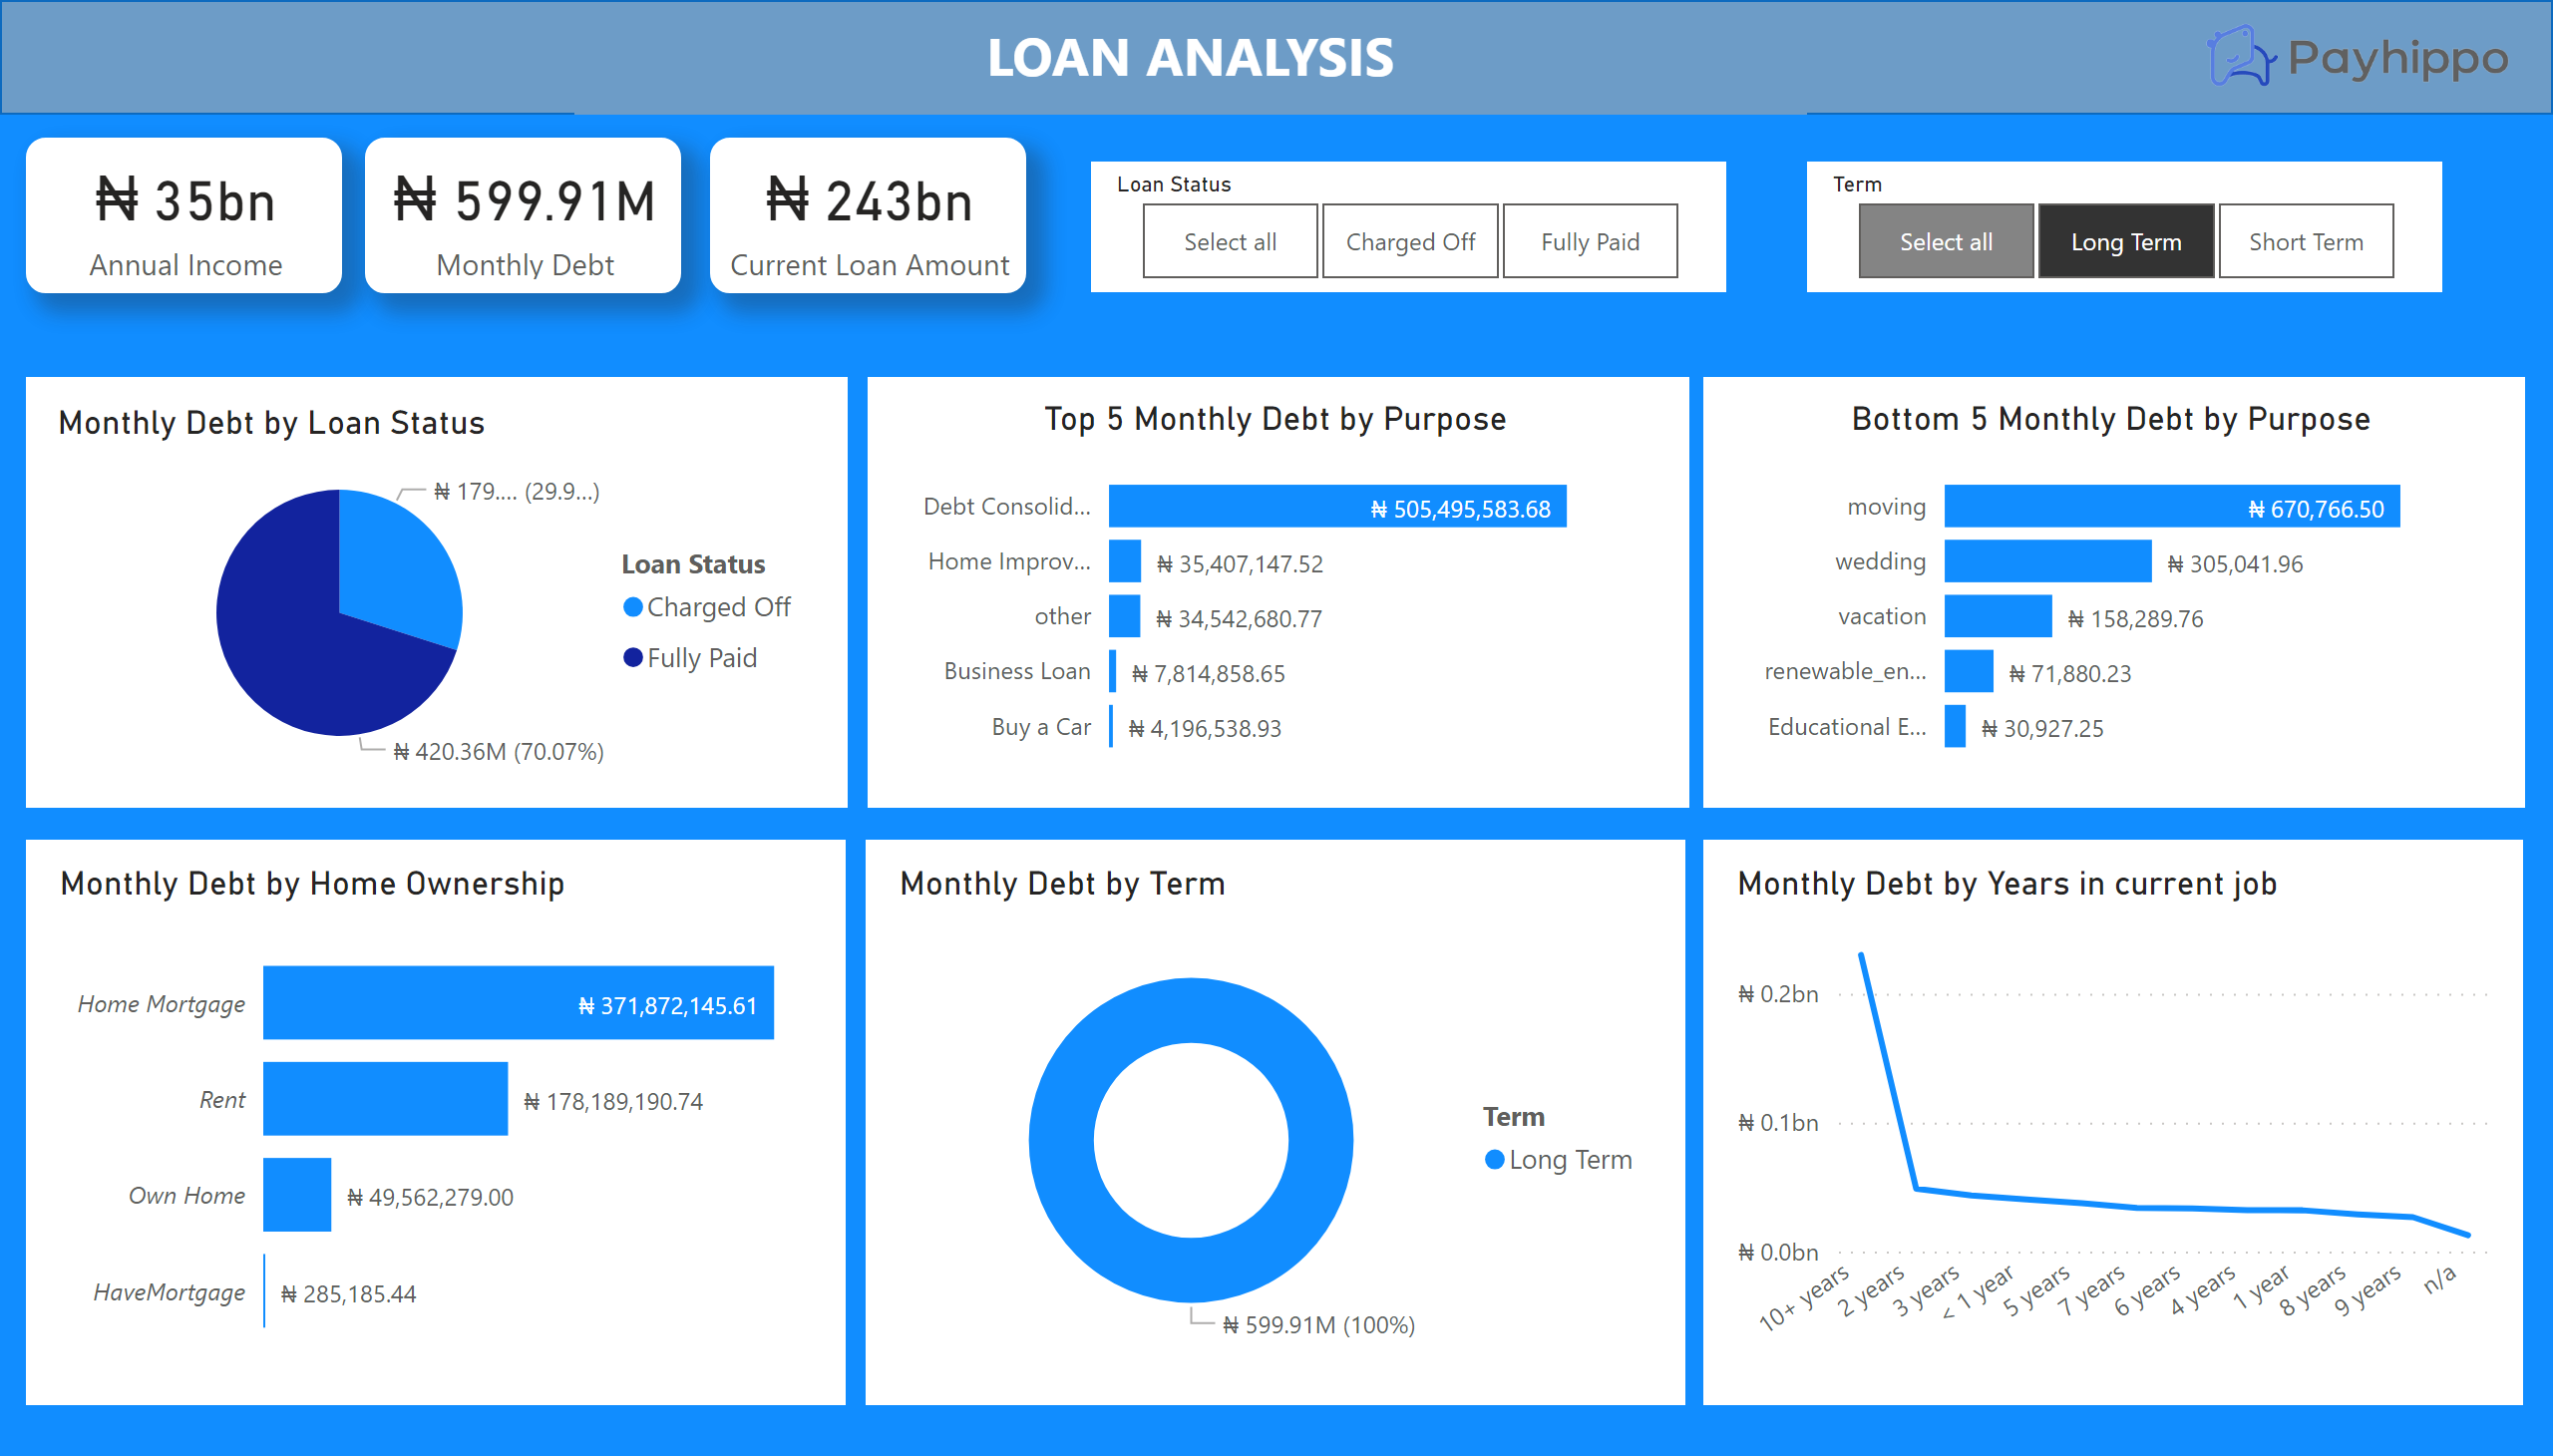 LOAN ANALYSIS
Payhippo
₦ 35bn
Annual Income
₦ 599.91M
Monthly Debt
₦ 243bn
Current Loan Amount
Loan Status
Select all
Charged Off
Fully Paid
Term
Select all
Long Term
Short Term
Monthly Debt by Loan Status
₦ 179.... (29.9...)
₦ 420.36M (70.07%)
Loan Status
Charged Off
Fully Paid
Top 5 Monthly Debt by Purpose
Debt Consolid... ₦ 505,495,583.68
Home Improv... ₦ 35,407,147.52
other ₦ 34,542,680.77
Business Loan ₦ 7,814,858.65
Buy a Car ₦ 4,196,538.93
Bottom 5 Monthly Debt by Purpose
moving ₦ 670,766.50
wedding ₦ 305,041.96
vacation ₦ 158,289.76
renewable_en... ₦ 71,880.23
Educational E... ₦ 30,927.25
Monthly Debt by Home Ownership
Home Mortgage ₦ 371,872,145.61
Rent ₦ 178,189,190.74
Own Home ₦ 49,562,279.00
HaveMortgage ₦ 285,185.44
Monthly Debt by Term
₦ 599.91M (100%)
Term
Long Term
Monthly Debt by Years in current job
₦ 0.2bn
₦ 0.1bn
₦ 0.0bn
10+ years
2 years
3 years
< 1 year
5 years
7 years
6 years
4 years
1 year
8 years
9 years
n/a